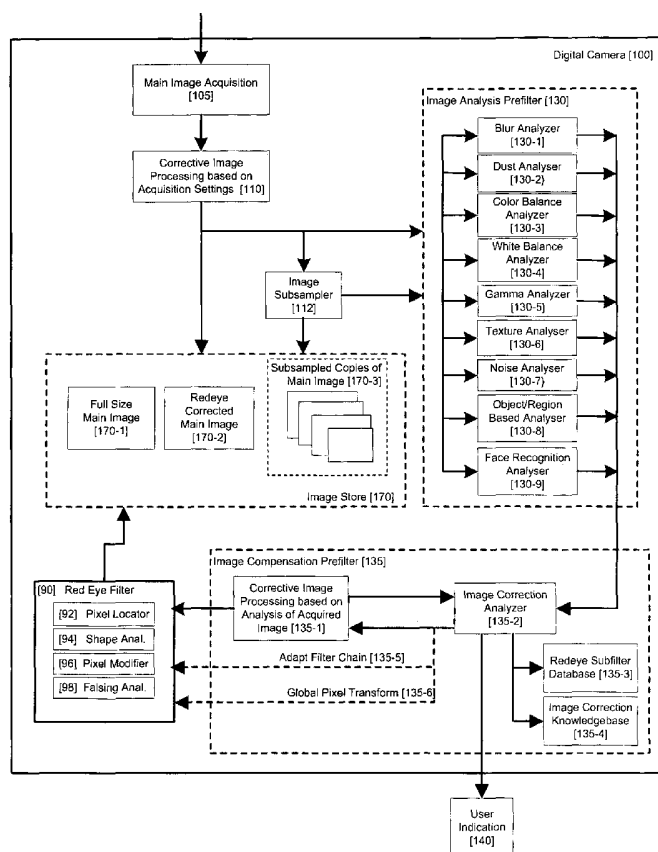 Digital Camera [100]
Main Image Acquisition
[105]
Corrective Image
Processing based on
Acquisition Settings [110]
Image
Subsampler
[112]
Image Analysis Prefilter [130]
Blur Analyzer
[130-1]
Dust Analyser
[130-2]
Color Balance
Analyzer
[130-3]
White Balance
Analyzer
[130-4]
Gamma Analyzer
[130-5]
Texture Analyser
[130-6]
Noise Analyser
[130-7]
Object/Region
Based Analyser
[130-8]
Face Recognition
Analyser
[130-9]
Full Size
Main Image
[170-1]
Redeye
Corrected
Main Image
[170-2]
Subsampled Copies of
Main Image [170-3]
Image Store [170]
[90] Red Eye Filter
[92] Pixel Locator
[94] Shape Anal.
[96] Pixel Modifier
[98] Falsing Anal.
Image Compensation Prefilter [135]
Corrective Image
Processing based on
Analysis of Acquired
Image [135-1]
Image Correction
Analyzer
[135-2]
Adapt Filter Chain [135-5]
Global Pixel Transform [135-6]
Redeye Subfilter
Database [135-3]
Image Correction
Knowledgebase
[135-4]
User
Indication
[140]